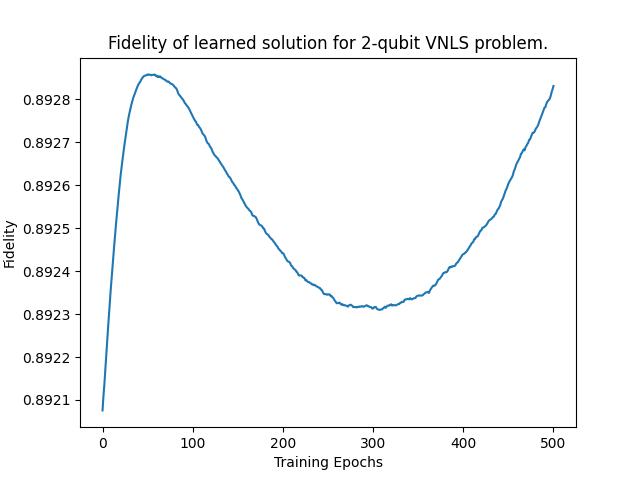 Fidelity of learned solution for 2-qubit VNLS problem.
0.8928
0.8927
0.8926
0.8925
0.8924
0.8923
0.8922
0.8921
Fidelity
0 100 200 300 400 500
Training Epochs